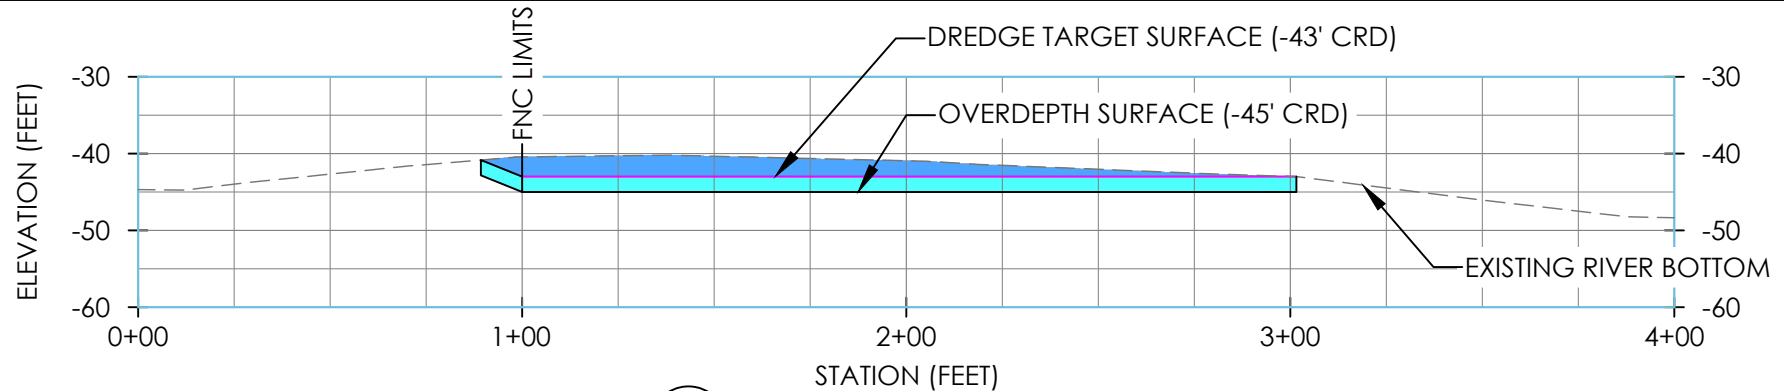 FNC LIMITS
DREDGE TARGET SURFACE (-43' CRD)
OVERDEPTH SURFACE (-45' CRD)
EXISTING RIVER BOTTOM
ELEVATION (FEET)
-30
-40
-50
-60
-30
-40
-50
-60
0+00
1+00
2+00
3+00
4+00
STATION (FEET)